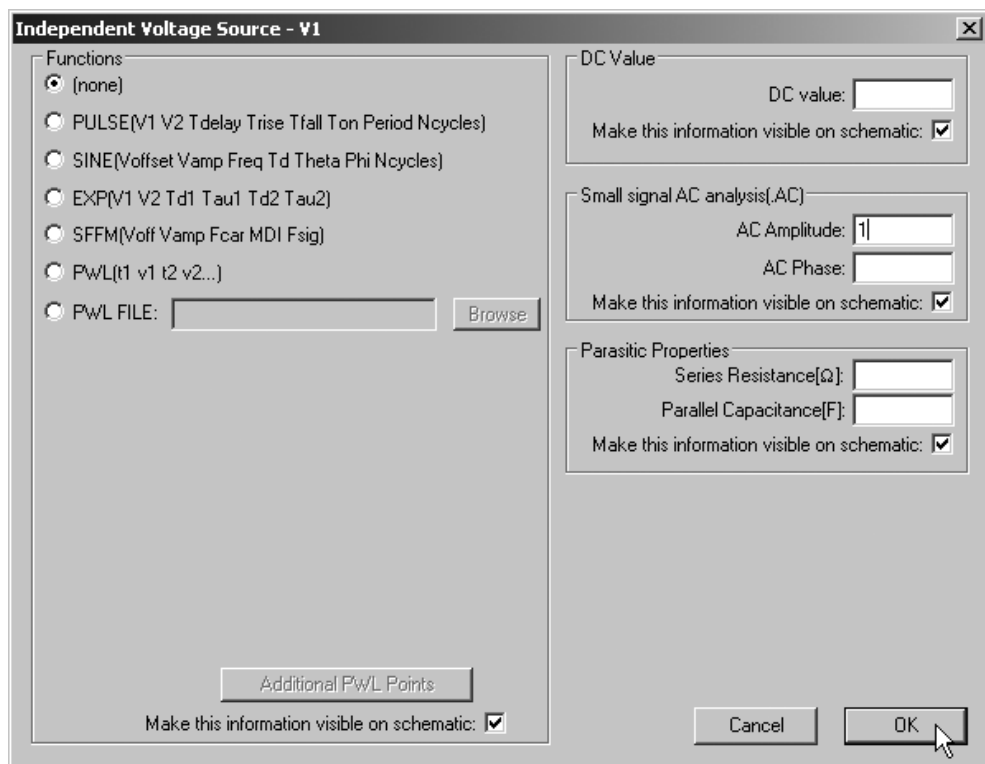 Independent Voltage Source - V1
Functions
(none)
PULSE(V1 V2 Tdelay Trise Tfall Ton Period Ncycles)
SINE(Voffset Vamp Freq Td Theta Phi Ncycles)
EXP(V1 V2 Td1 Tau1 Td2 Tau2)
SFFM(Voff Vamp Fcar MDI Fsig)
PWL(t1 v1 t2 v2...)
PWL FILE:
Browse
Additional PWL Points
Make this information visible on schematic:
DC Value
DC value:
Make this information visible on schematic:
Small signal AC analysis(.AC)
AC Amplitude: 1
AC Phase:
Make this information visible on schematic:
Parasitic Properties
Series Resistance[Ω]:
Parallel Capacitance[F]:
Make this information visible on schematic:
Cancel
OK